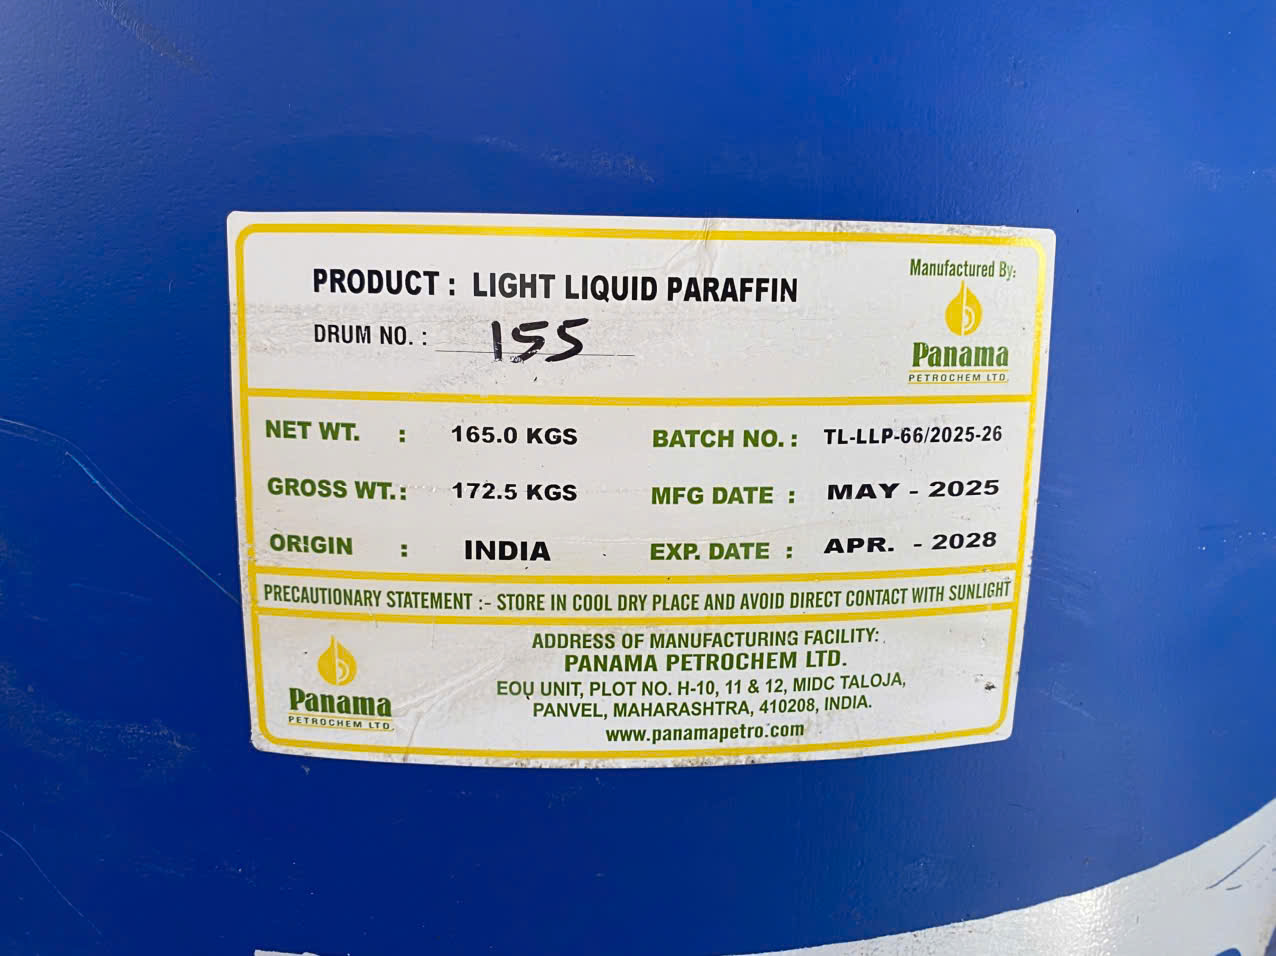 PRODUCT : LIGHT LIQUID PARAFFIN
DRUM NO. : 155
Manufactured By:
Panama
PETROCHEM LTD.
NET WT. : 165.0 KGS
BATCH NO. : TL-LLP-66/2025-26
GROSS WT. : 172.5 KGS
MFG DATE : MAY - 2025
ORIGIN : INDIA
EXP. DATE : APR. - 2028
PRECAUTIONARY STATEMENT :- STORE IN COOL DRY PLACE AND AVOID DIRECT CONTACT WITH SUNLIGHT
Panama
PETROCHEM LTD.
ADDRESS OF MANUFACTURING FACILITY:
PANAMA PETROCHEM LTD.
EOU UNIT, PLOT NO. H-10, 11 & 12, MIDC TALOJA,
PANVEL, MAHARASHTRA, 410208, INDIA.
www.panamapetro.com